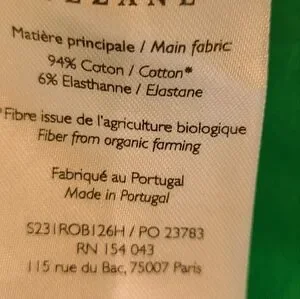 Matière principale / Main fabric
94% Coton / Cotton*
6% Elasthanne / Elastane
*Fibre issue de l'agriculture biologique
Fiber from organic farming
Fabriqué au Portugal
Made in Portugal
S231ROB126H / PO 23783
RN 154 043
115 rue du Bac, 75007 Paris